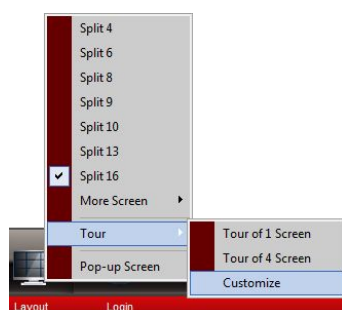 Split 4
Split 6
Split 8
Split 9
Split 10
Split 13
Split 16
More Screen
Tour
Pop-up Screen
Tour of 1 Screen
Tour of 4 Screen
Customize
Layout
Login